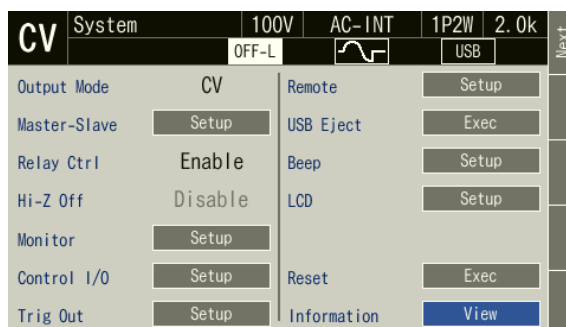 CV System 100V AC-INT 1P2W 2.0k Next
OFF-L USB
Output Mode CV Remote Setup
Master-Slave Setup USB Eject Exec
Relay Ctrl Enable Beep Setup
Hi-Z Off Disable LCD Setup
Monitor Setup
Control I/O Setup Reset Exec
Trig Out Setup Information View